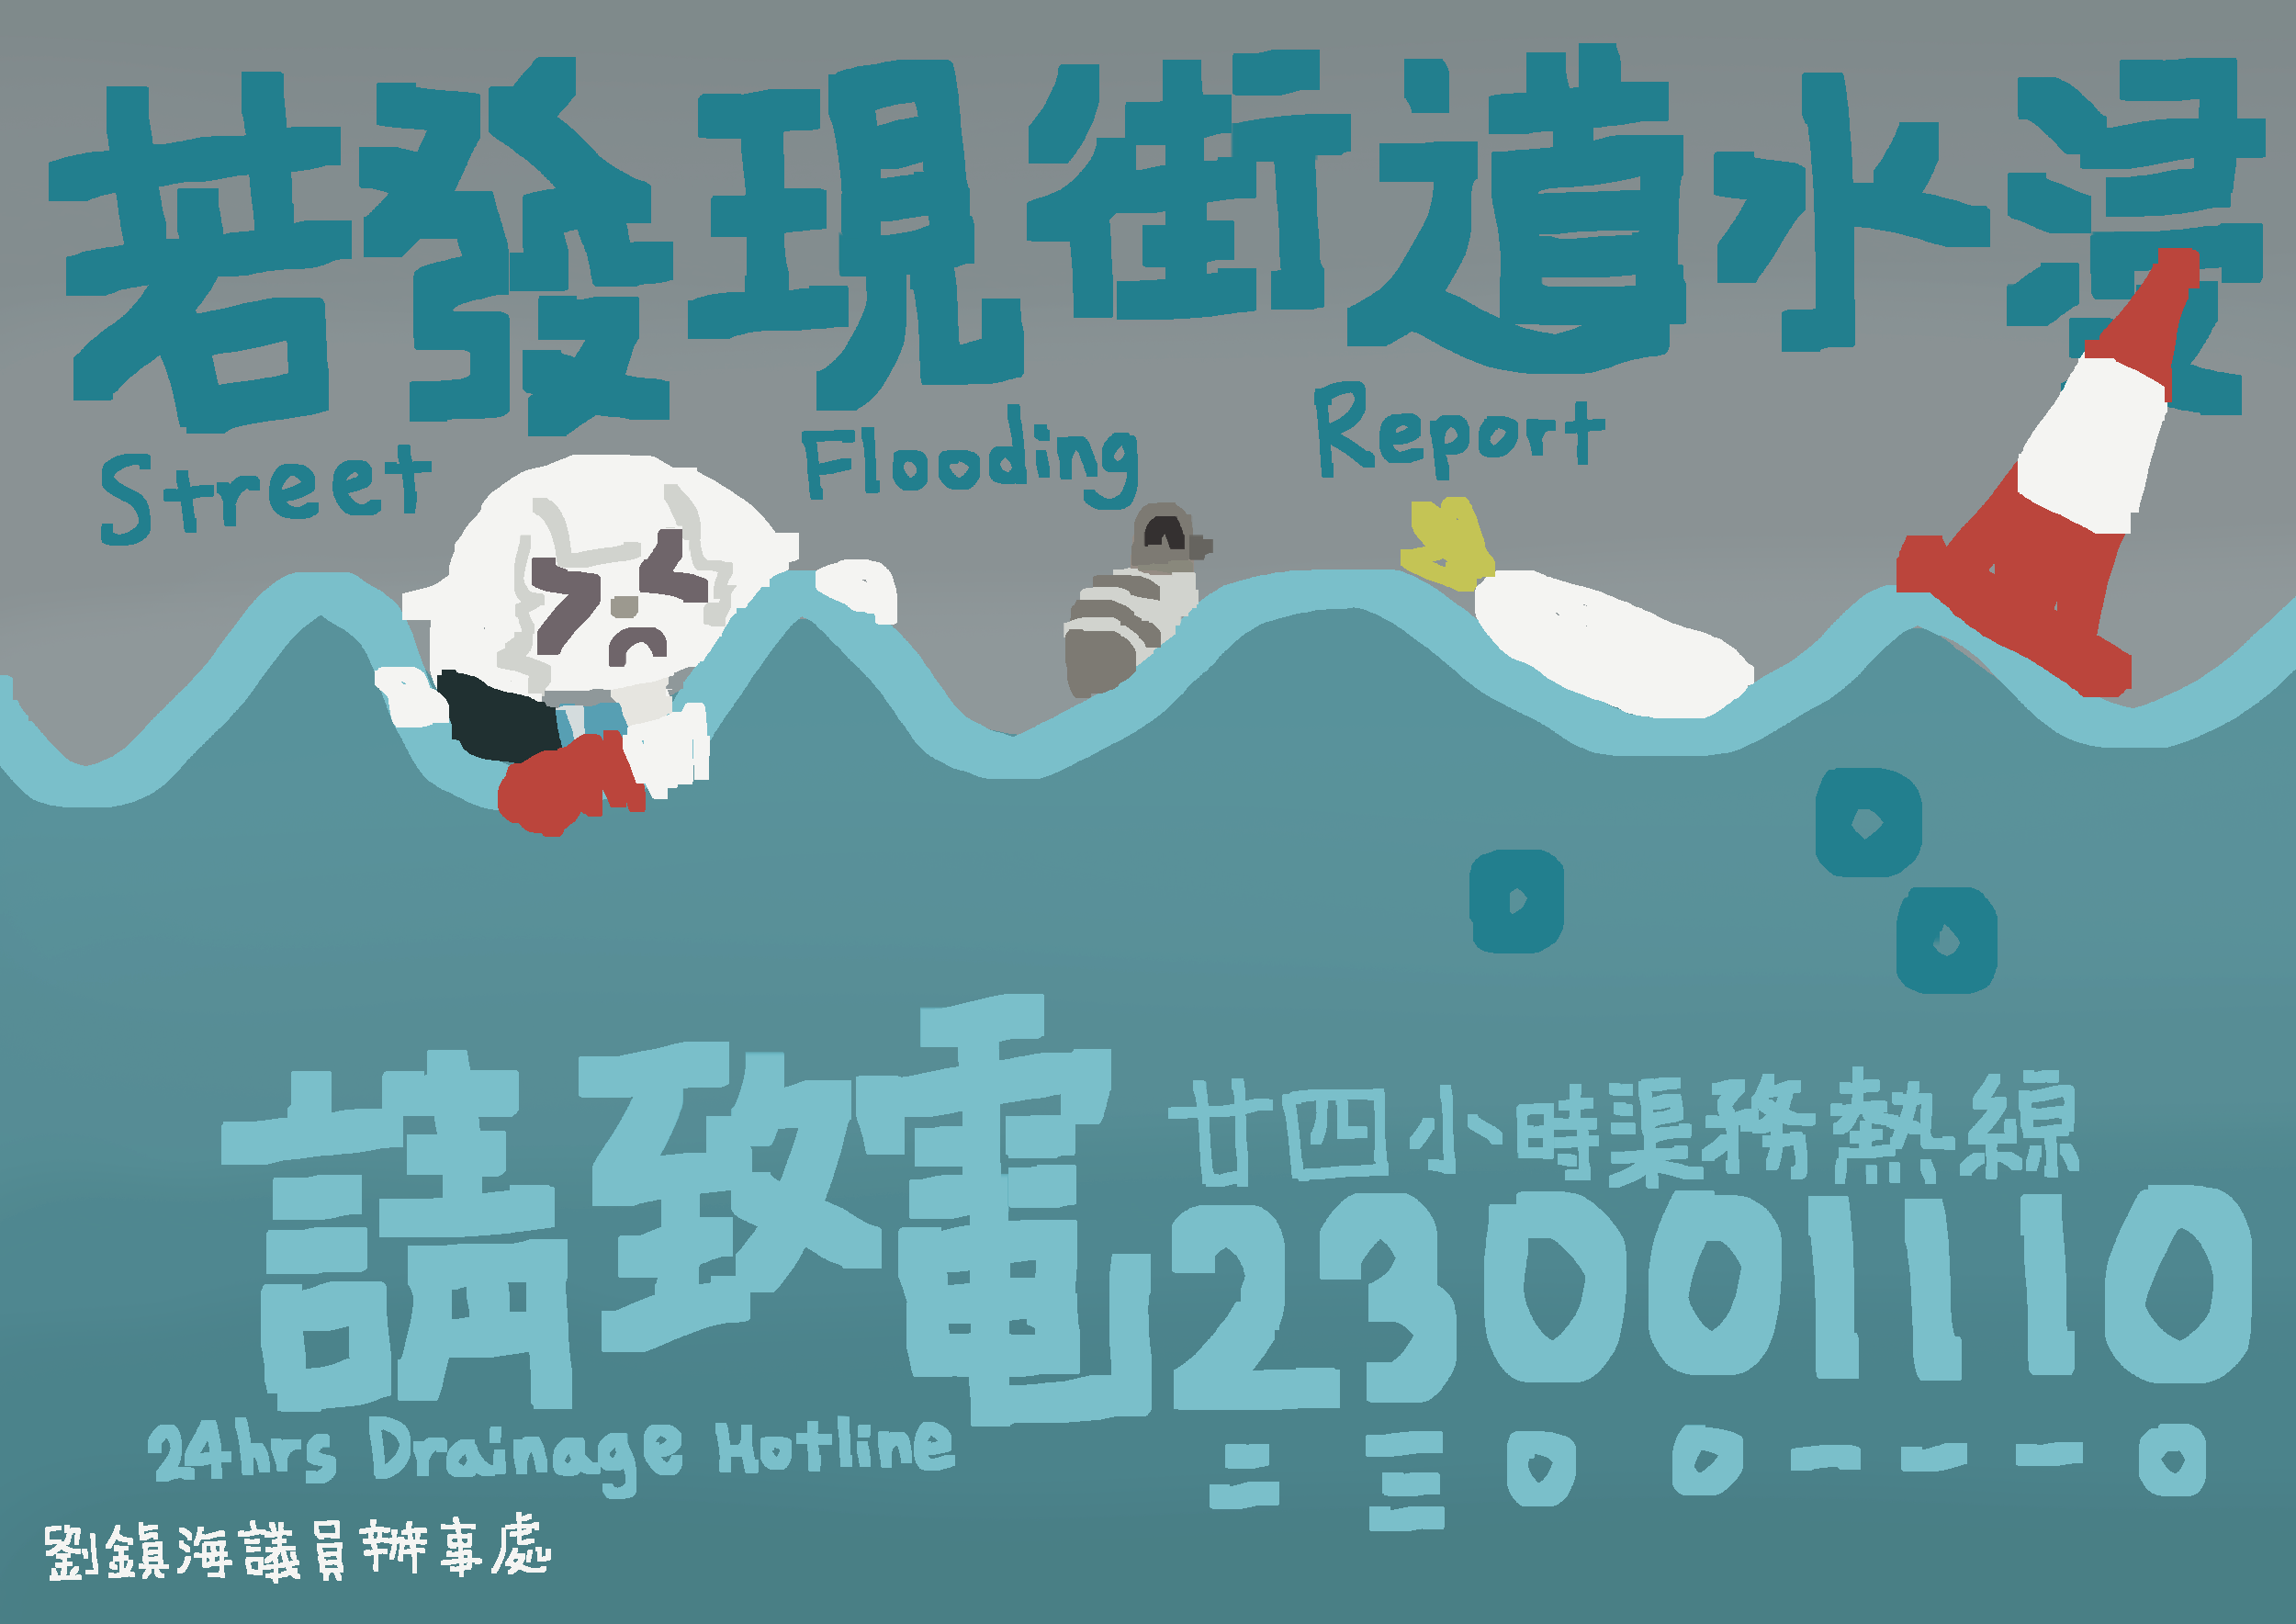 若發現街道水浸
Street Flooding Report
請致電
廿四小時渠務熱線
23001110
二三〇〇一一一〇
24hrs Drainage Hotline
劉鎮海議員辦事處